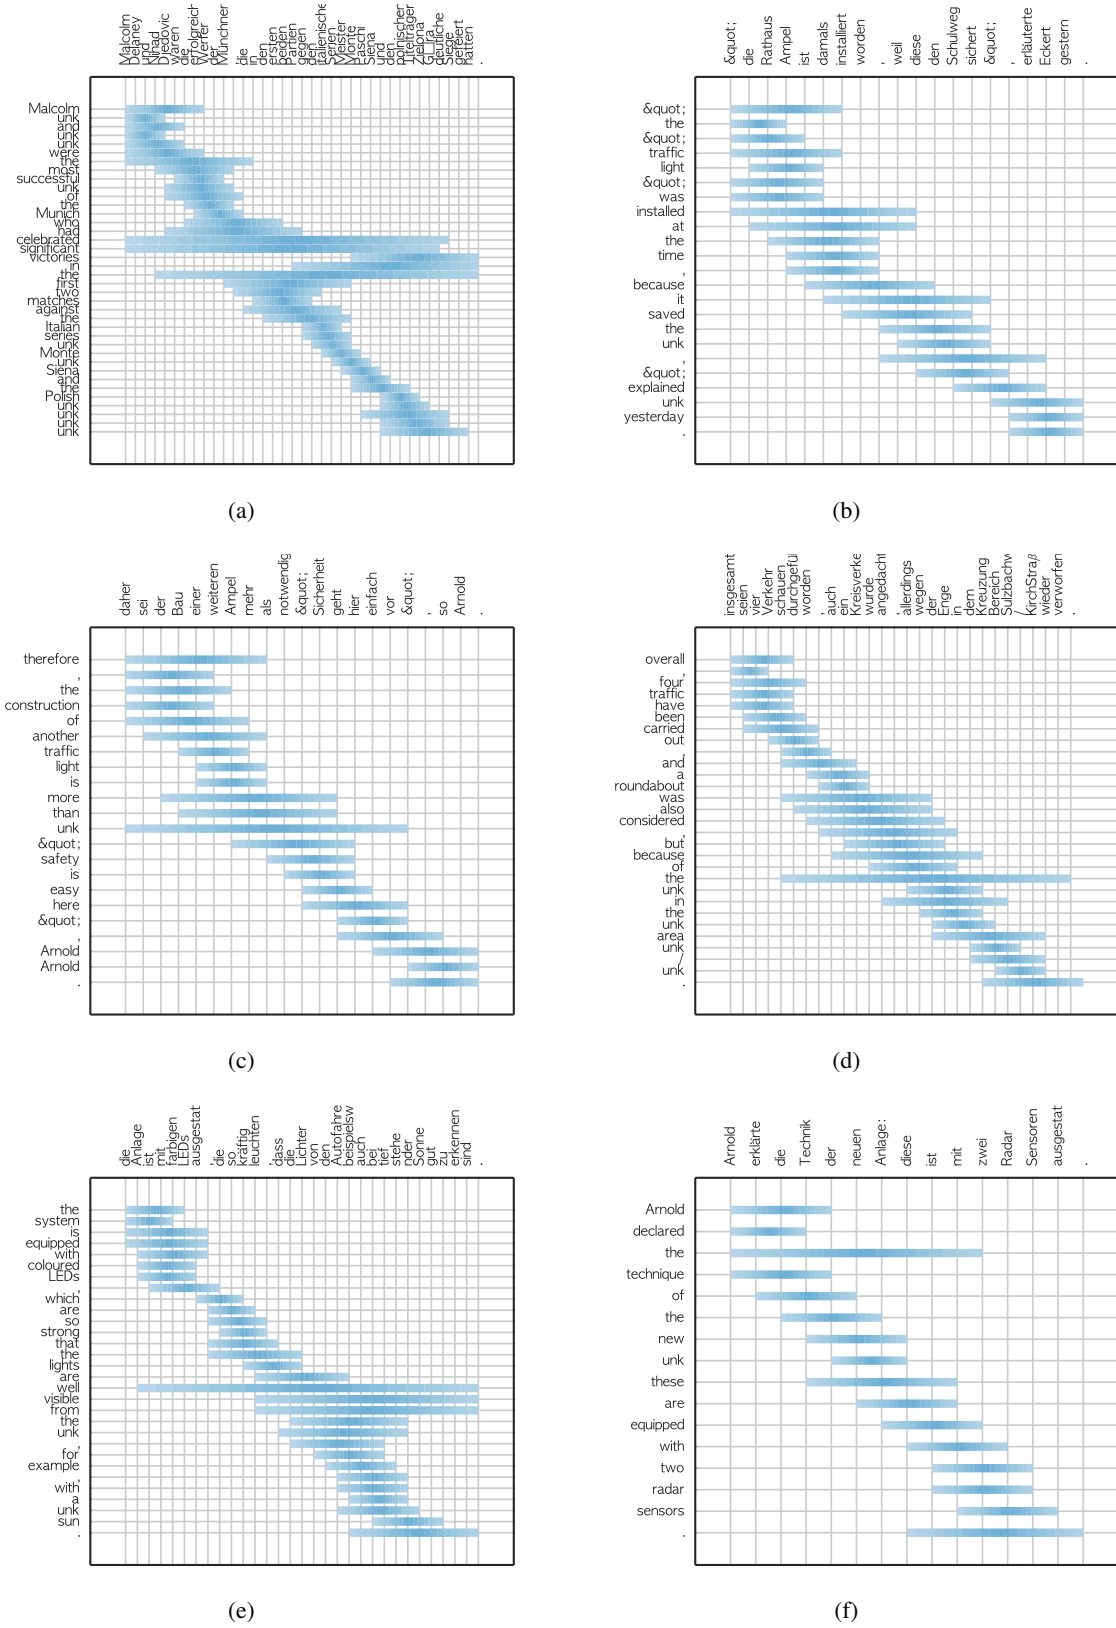 Malcolm
Delaney
und
Nihad
Djedovic
waren
die
erfolgreich
Werfer
der
Münchner
,
die
in
den
ersten
beiden
Partien
gegen
den
italienische
Serien
Meister
Monte
Paschi
Siena
und
den
polnischer
Titelträger
Zielona
deutliche
Siege
gefeiert
hatten
.
Malcolm
unk
and
unk
unk
were
the
most
successful
unk
of
the
Munich
who
had
celebrated
significant
victories
in
the
first
two
matches
against
the
Italian
series
unk
Monte
unk
Siena
and
the
Polish
unk
unk
unk
unk
(a)
&quot;
die
Rathaus
Ampel
ist
damals
installiert
worden
,
weil
diese
den
Schulweg
sichert
&quot;
,
erläuterte
Eckert
gestern
.
&quot;
the
&quot;
traffic
light
&quot;
was
installed
at
the
time
,
because
it
saved
the
unk
,
&quot;
explained
unk
yesterday
.
(b)
daher
sei
der
Bau
einer
weiteren
Ampel
mehr
als
notwendig
&quot;
Sicherheit
geht
hier
einfach
vor
&quot;
,
so
Arnold
.
therefore
,
the
construction
of
another
traffic
light
is
more
than
unk
&quot;
safety
is
easy
here
&quot;
,
Arnold
Arnold
.
(c)
insgesamt
seien
vier
Verkehr
schauen
durchgefül
worden
,
auch
ein
Kreisverke
wurde
angedacht
,
allerdings
wegen
der
Enge
in
dem
Kreuzung
Bereich
Sulzbachw
/
KirchStraß
wieder
verworfen
.
overall
,
four
traffic
have
been
carried
out
,
and
a
roundabout
was
also
considered
,
but
because
of
the
unk
in
the
unk
area
unk
/
unk
.
(d)
die
Anlage
ist
mit
farbigen
LEDs
ausgestat
,
die
so
kräftig
leuchten
,
dass
die
Lichter
von
den
Autofahre
beispielsw
auch
bei
tief
stehe
nder
Sonne
gut
zu
erkennen
sind
.
the
system
is
equipped
with
coloured
LEDs
,
which
are
so
strong
that
the
lights
are
well
visible
from
the
unk
,
for
example
,
with
a
unk
sun
.
(e)
Arnold
erklärte
die
Technik
der
neuen
Anlage:
diese
ist
mit
zwei
Radar
Sensoren
ausgestat
.
Arnold
declared
the
technique
of
the
new
unk
these
are
equipped
with
two
radar
sensors
.
(f)